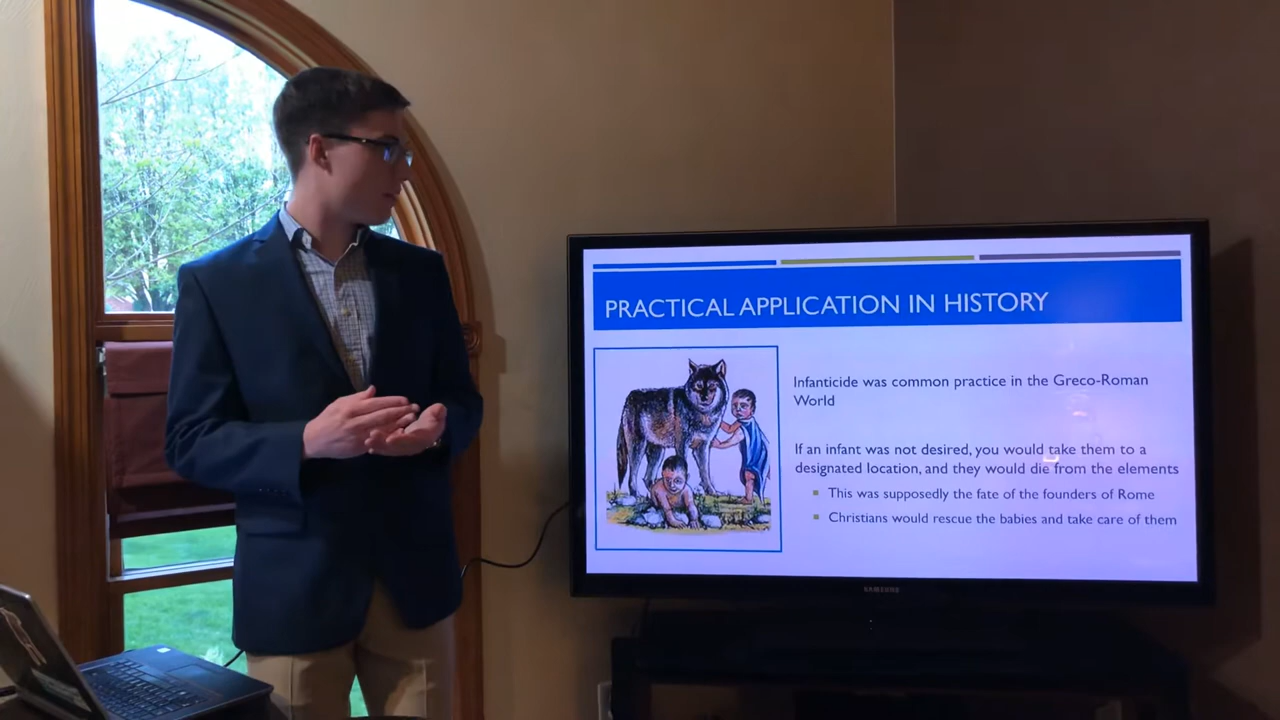 PRACTICAL APPLICATION IN HISTORY
Infanticide was common practice in the Greco-Roman
World
If an infant was not desired, you would take them to a
designated location, and they would die from the elements
This was supposedly the fate of the founders of Rome
Christians would rescue the babies and take care of them
SAMSUNG